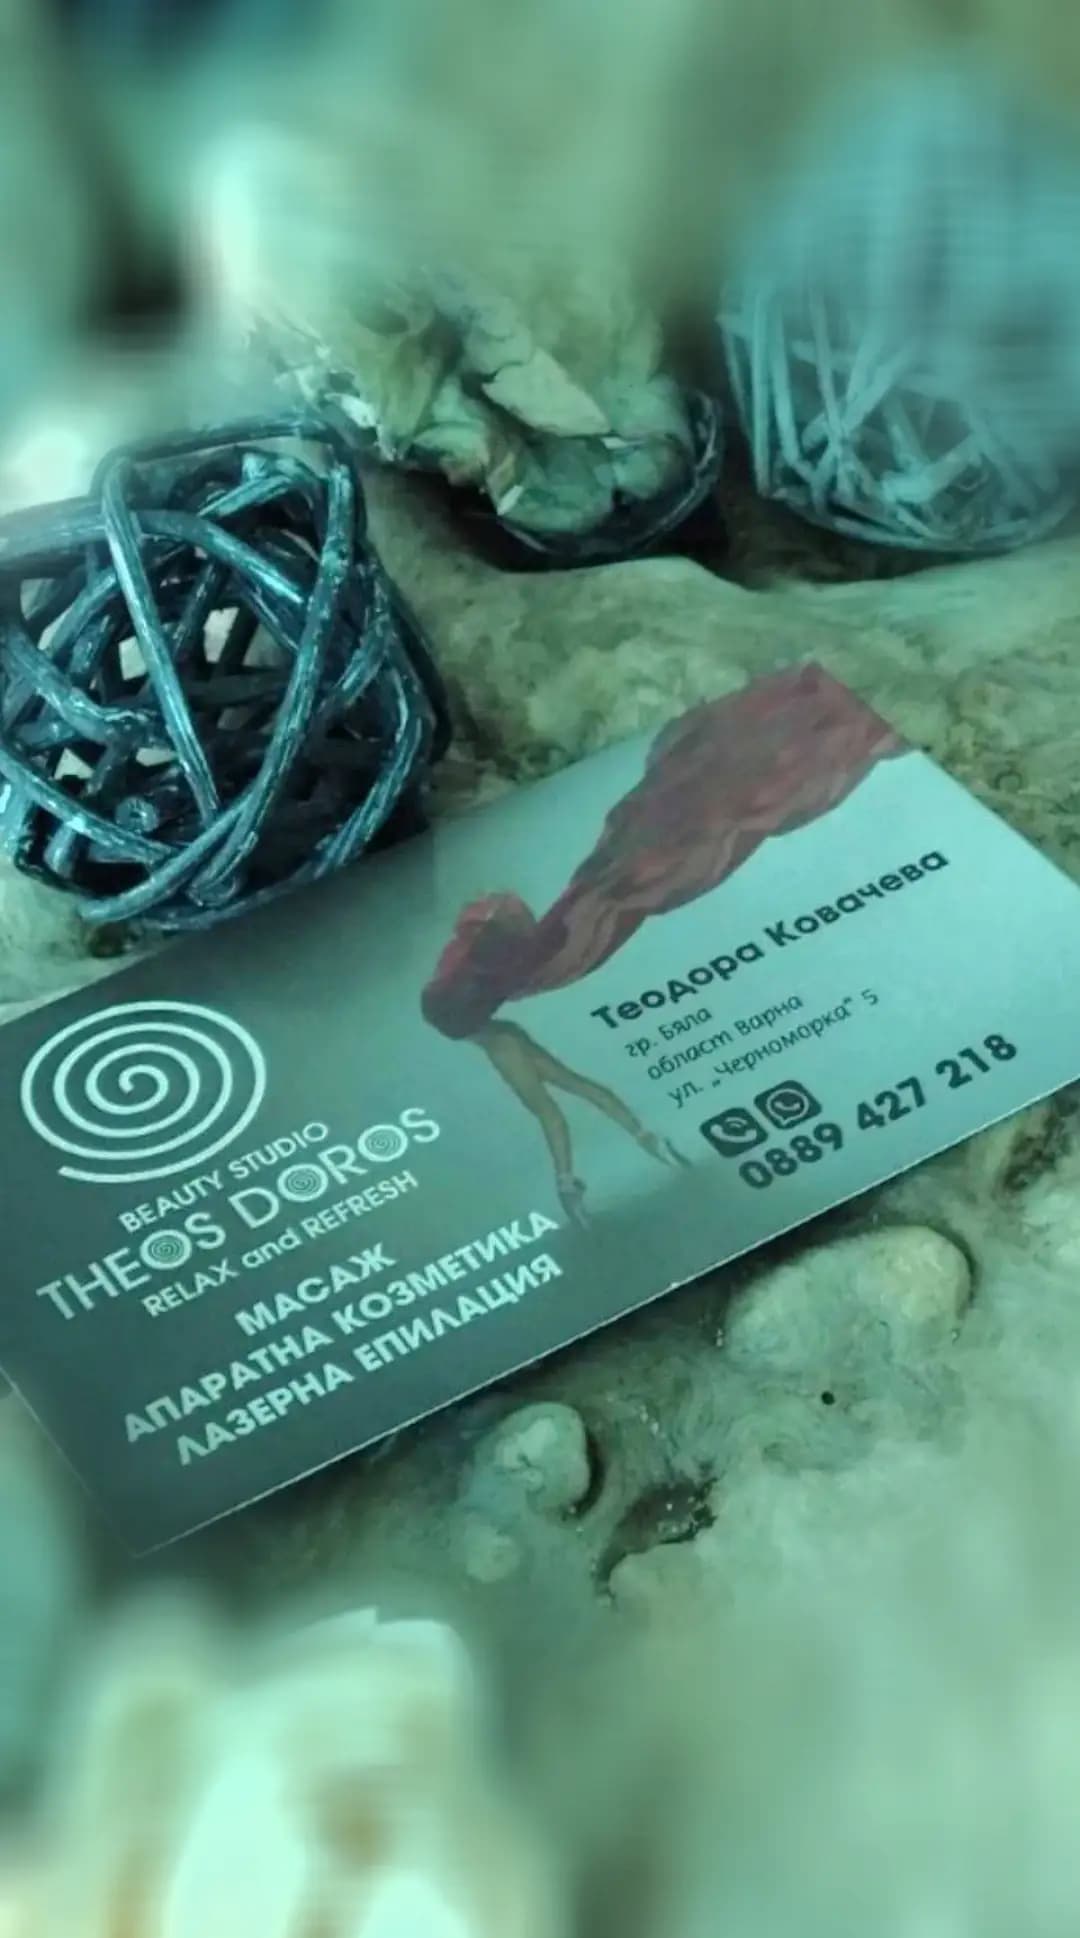 BEAUTY STUDIO
THEOS DOROS
RELAX and REFRESH
МАСАЖ
АПАРАТНА КОЗМЕТИКА
ЛАЗЕРНА ЕПИЛАЦИЯ
Теодора Ковачева
гр. Бяла
област Варна
ул. „Черноморка“ 5
0889 427 218